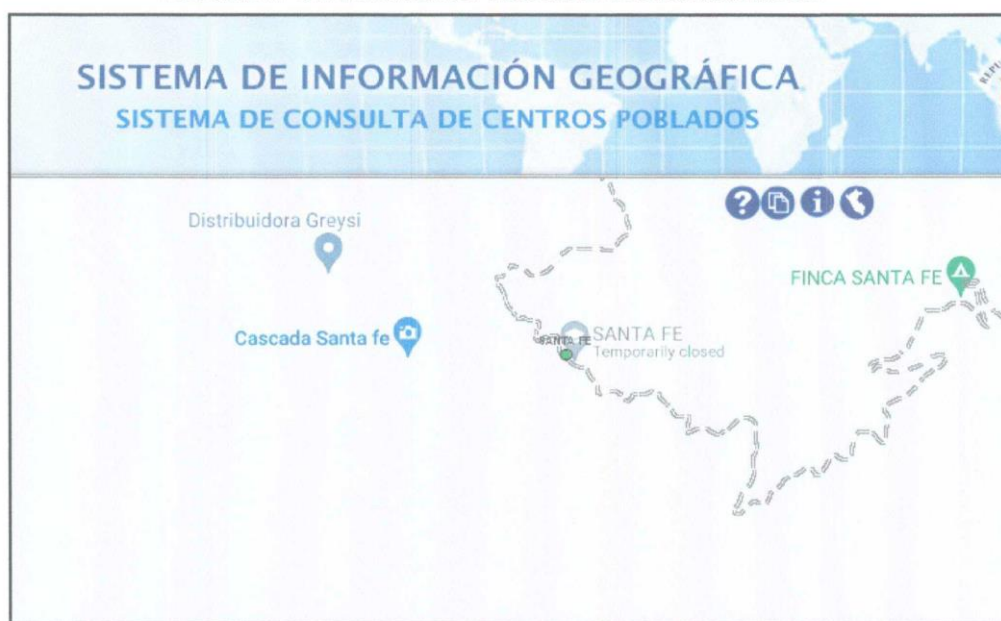 SISTEMA DE INFORMACIÓN GEOGRÁFICA
SISTEMA DE CONSULTA DE CENTROS POBLADOS
REPU
Distribuidora Greysi
FINCA SANTA FE
Cascada Santa fe
SANTA FE
SANTA FE
Temporarily closed